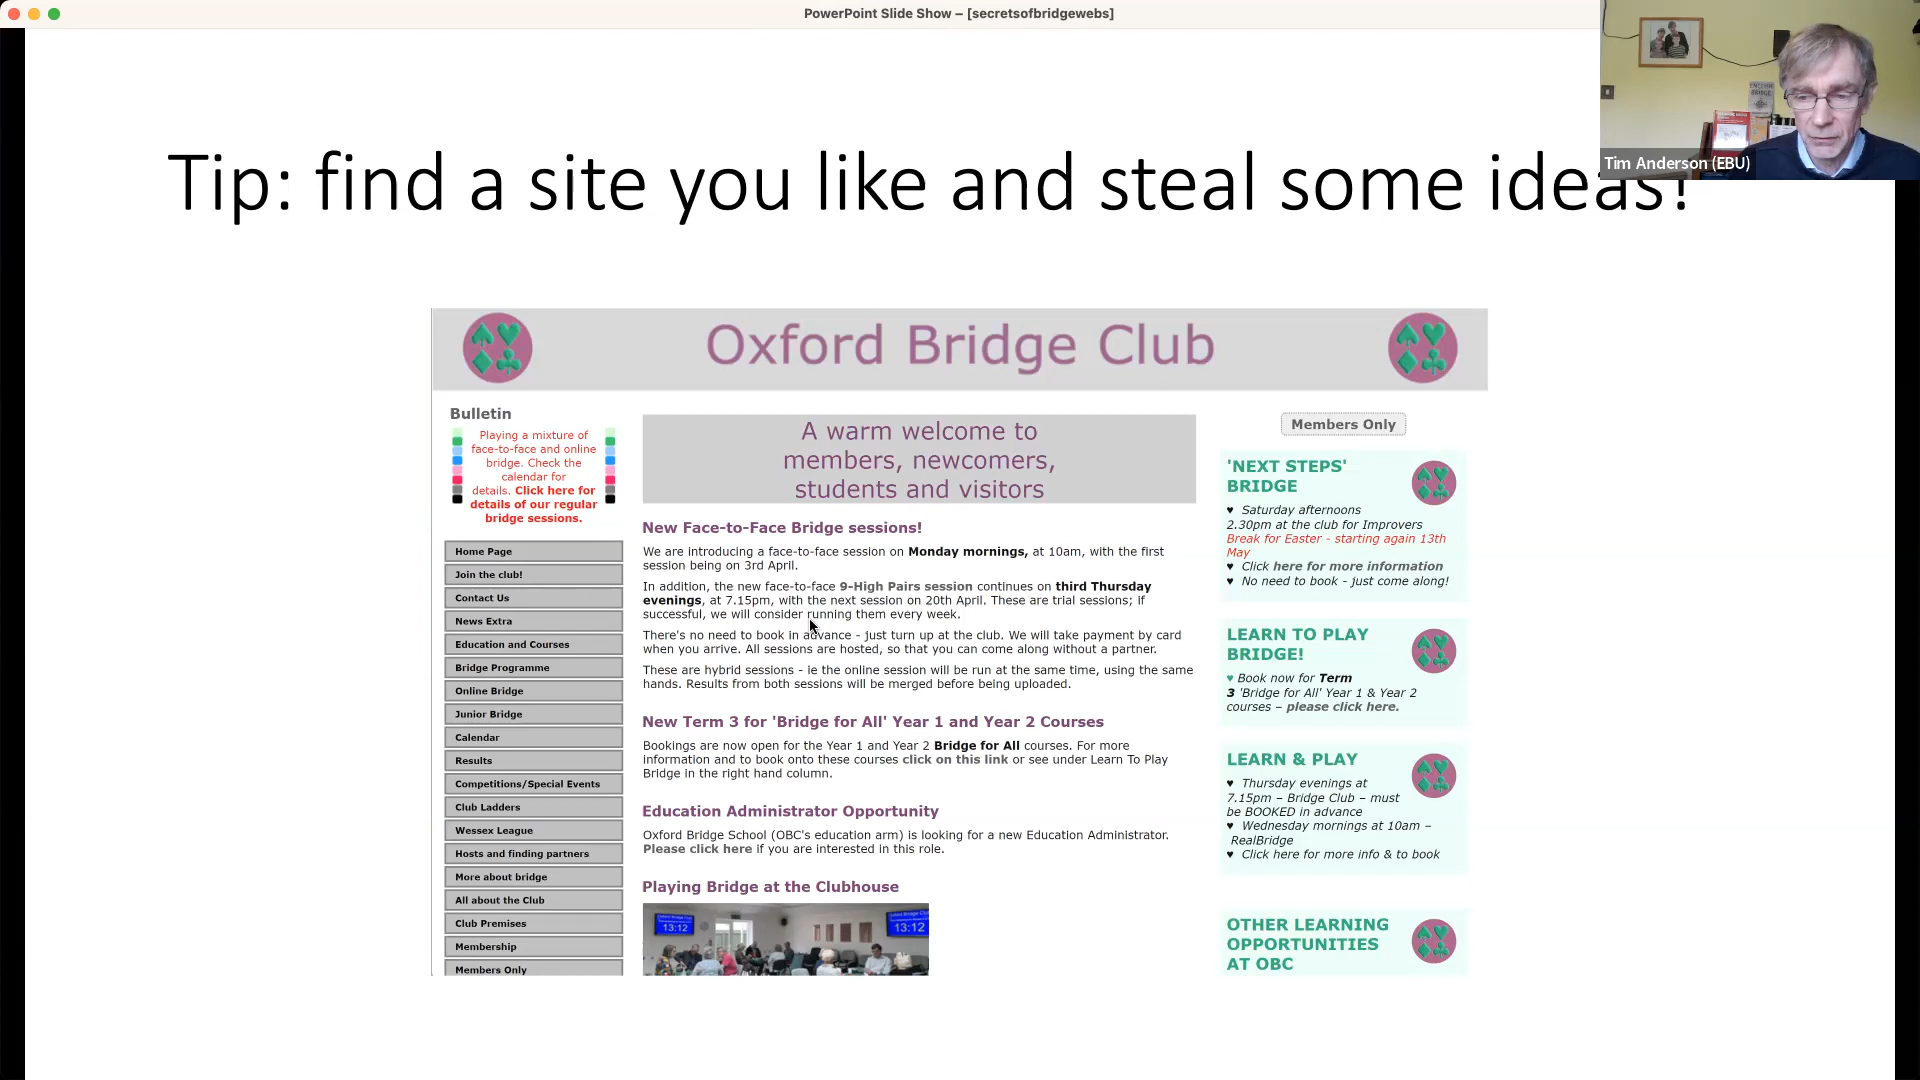 PowerPoint Slide Show – [secretsofbridgewebs]
Tim Anderson (EBU)
Tip: find a site you like and steal some ideas!
Oxford Bridge Club
Bulletin
Playing a mixture of
face-to-face and online
bridge. Check the
calendar for
details. Click here for
details of our regular
bridge sessions.
Home Page
Join the club!
Contact Us
News Extra
Education and Courses
Bridge Programme
Online Bridge
Junior Bridge
Calendar
Results
Competitions/Special Events
Club Ladders
Wessex League
Hosts and finding partners
More about bridge
All about the Club
Club Premises
Membership
Members Only
A warm welcome to
members, newcomers,
students and visitors
New Face-to-Face Bridge sessions!
We are introducing a face-to-face session on Monday mornings, at 10am, with the first
session being on 3rd April.
In addition, the new face-to-face 9-High Pairs session continues on third Thursday
evenings, at 7.15pm, with the next session on 20th April. These are trial sessions; if
successful, we will consider running them every week.
There's no need to book in advance - just turn up at the club. We will take payment by card
when you arrive. All sessions are hosted, so that you can come along without a partner.
These are hybrid sessions - ie the online session will be run at the same time, using the same
hands. Results from both sessions will be merged before being uploaded.
New Term 3 for 'Bridge for All' Year 1 and Year 2 Courses
Bookings are now open for the Year 1 and Year 2 Bridge for All courses. For more
information and to book onto these courses click on this link or see under Learn To Play
Bridge in the right hand column.
Education Administrator Opportunity
Oxford Bridge School (OBC's education arm) is looking for a new Education Administrator.
Please click here if you are interested in this role.
Playing Bridge at the Clubhouse
13:12
13:12
Members Only
'NEXT STEPS'
BRIDGE
♥ Saturday afternoons
2.30pm at the club for Improvers
Break for Easter - starting again 13th
May
♥ Click here for more information
♥ No need to book - just come along!
LEARN TO PLAY
BRIDGE!
♥ Book now for Term
3 'Bridge for All' Year 1 & Year 2
courses – please click here.
LEARN & PLAY
♥ Thursday evenings at
7.15pm – Bridge Club – must
be BOOKED in advance
♥ Wednesday mornings at 10am –
RealBridge
♥ Click here for more info & to book
OTHER LEARNING
OPPORTUNITIES
AT OBC